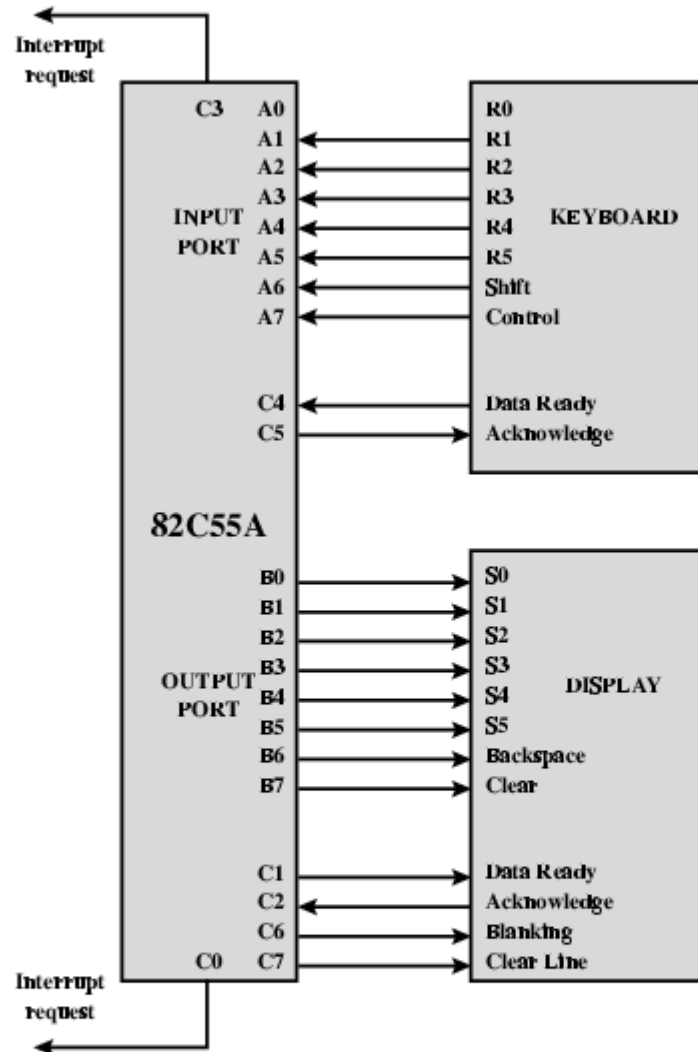 Interrupt
request
C3 A0 R0
A1 R1
A2 R2
A3 R3
INPUT
PORT
KEYBOARD
A4 R4
A5 R5
A6 Shift
A7 Control
C4 Data Ready
C5 Acknowledge
82C55A
B0 S0
B1 S1
B2 S2
B3 S3
OUTPUT
PORT
DISPLAY
B4 S4
B5 S5
B6 Backspace
B7 Clear
C1 Data Ready
C2 Acknowledge
C6 Blanking
C0 C7 Clear Line
Interrupt
request